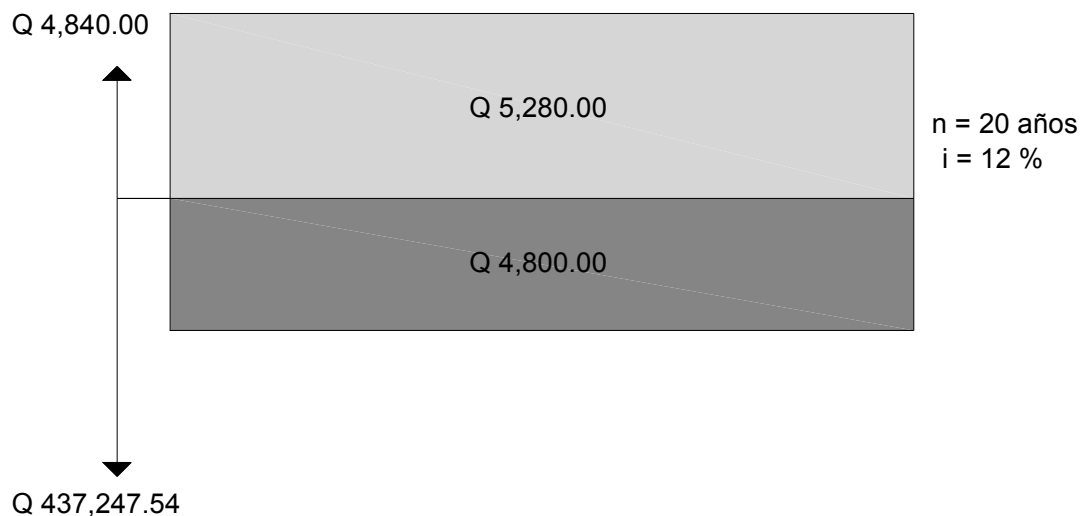 Q 4,840.00
Q 5,280.00
n = 20 años
i = 12 %
Q 4,800.00
Q 437,247.54